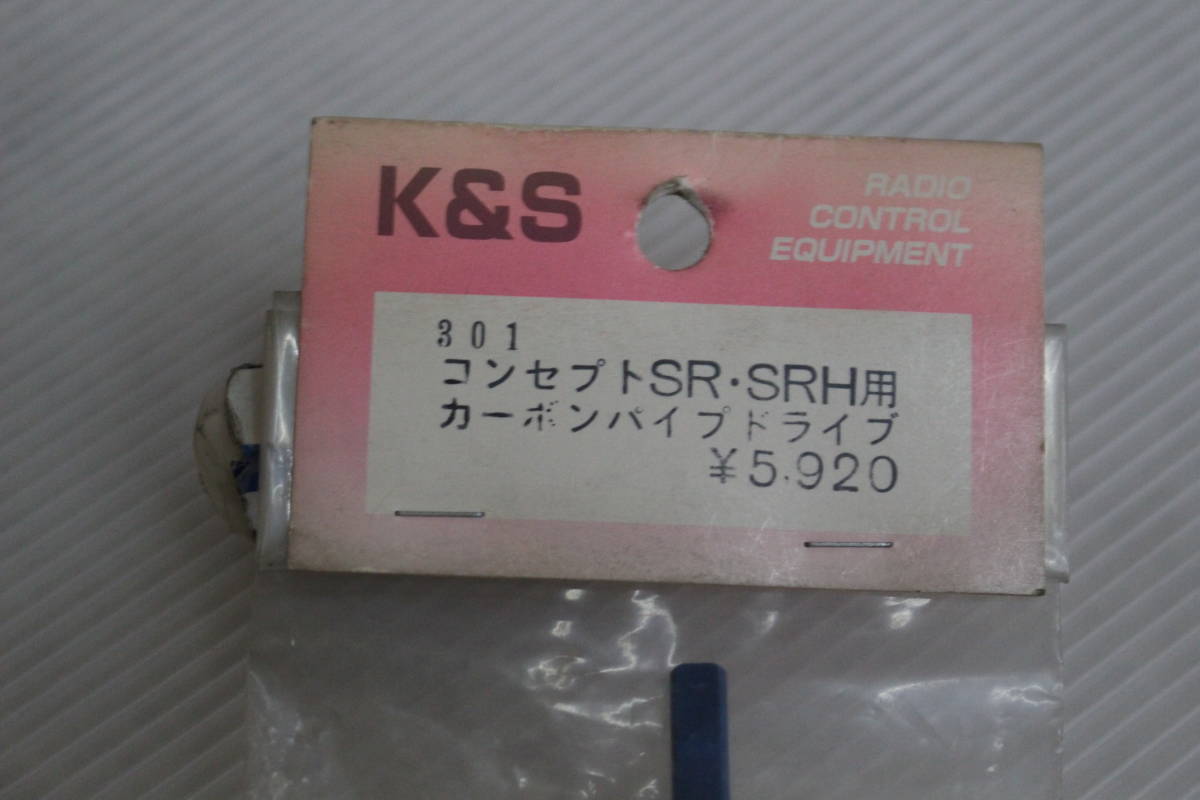 K&S
RADIO
CONTROL
EQUIPMENT
301
コンセプトSR・SRH用
カーボンパイプドライブ
¥5,920